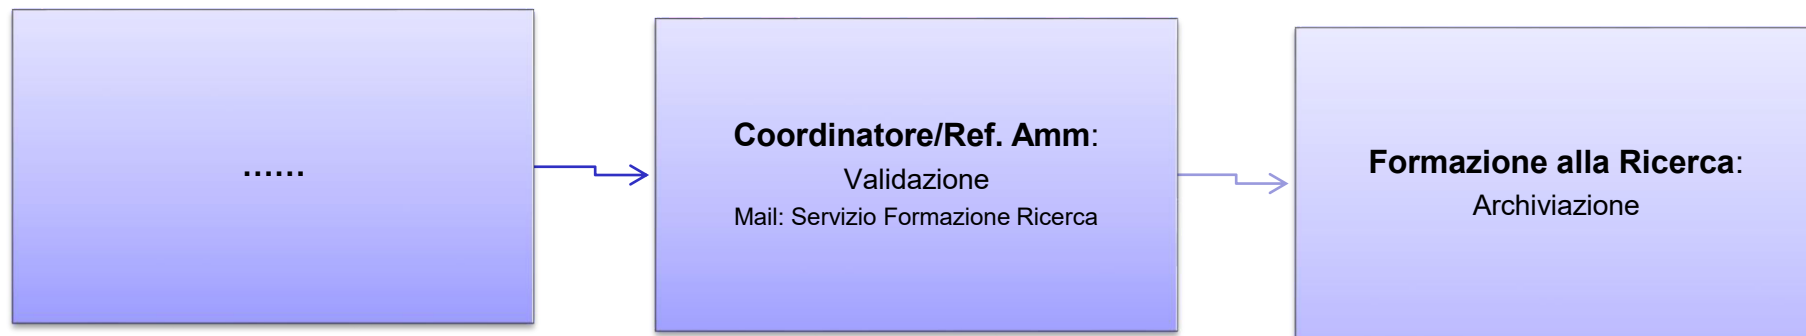 ......
Coordinatore/Ref. Amm:
Validazione
Mail: Servizio Formazione Ricerca
Formazione alla Ricerca:
Archiviazione